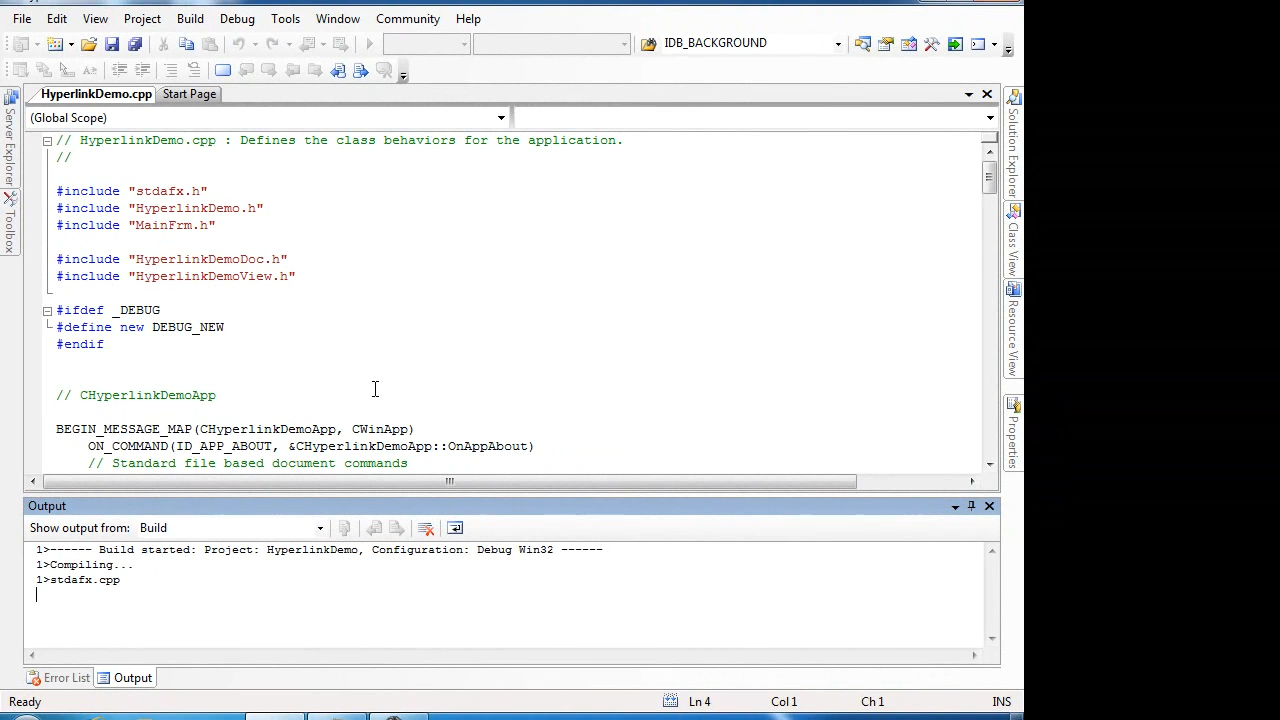 File Edit View Project Build Debug Tools Window Community Help
IDB_BACKGROUND
HyperlinkDemo.cpp Start Page
(Global Scope)
// HyperlinkDemo.cpp : Defines the class behaviors for the application.
//
#include "stdafx.h"
#include "HyperlinkDemo.h"
#include "MainFrm.h"
#include "HyperlinkDemoDoc.h"
#include "HyperlinkDemoView.h"
#ifdef _DEBUG
#define new DEBUG_NEW
#endif
// CHyperlinkDemoApp
BEGIN_MESSAGE_MAP(CHyperlinkDemoApp, CWinApp)
ON_COMMAND(ID_APP_ABOUT, &CHyperlinkDemoApp::OnAppAbout)
// Standard file based document commands
Server Explorer
Toolbox
Solution Explorer
Class View
Resource View
Properties
Output
Show output from: Build
1>------ Build started: Project: HyperlinkDemo, Configuration: Debug Win32 ------
1>Compiling...
1>stdafx.cpp
Error List Output
Ready Ln 4 Col 1 Ch 1 INS